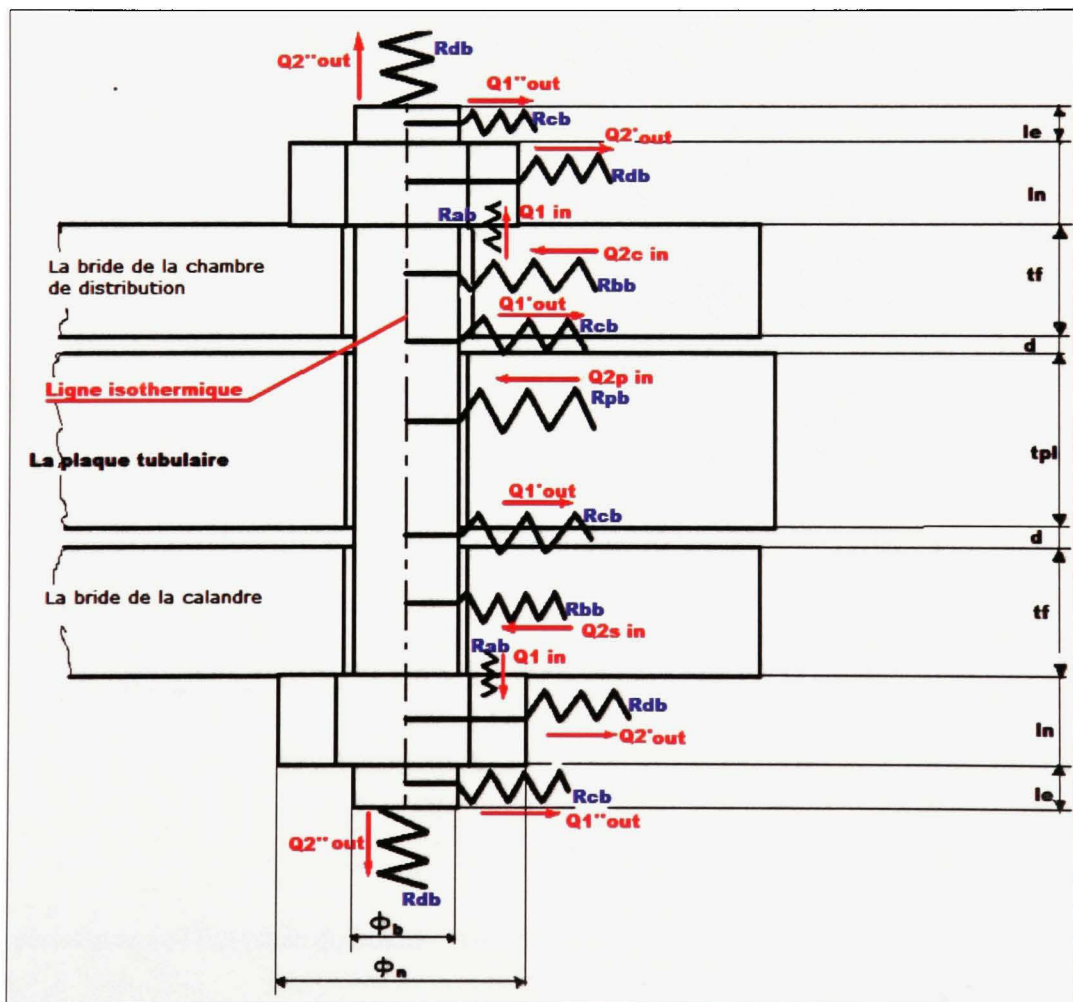 Q2''out
Rdb
Q1''out
Rcb
le
Q2'out
Rdb
ln
Rab
Q1 in
La bride de la chambre
de distribution
Q2c in
Rbb
tf
Q1'out
Rcb
d
Ligne isothermique
Q2p in
Rpb
La plaque tubulaire
tpl
Q1'out
Rcb
d
La bride de la calandre
Rbb
Q2s in
tf
Rab
Q1 in
Rdb
Q2'out
ln
Rcb
le
Q1''out
Q2''out
Rdb
ϕb
ϕn